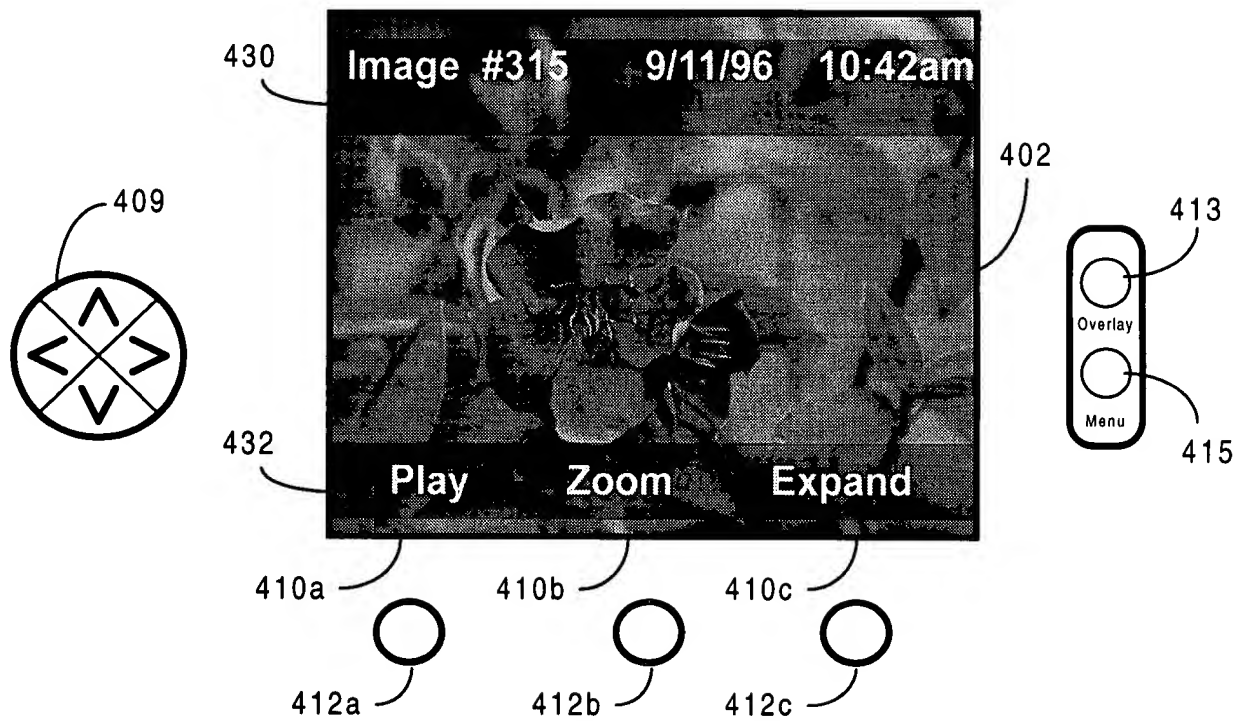 430
Image #315 9/11/96 10:42am
402
409
413
Overlay
Menu
415
432
Play Zoom Expand
410a 410b 410c
412a 412b 412c